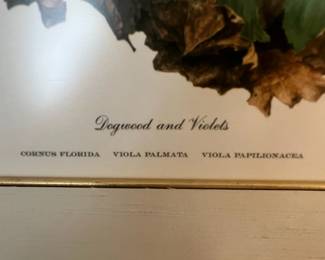 Dogwood and Violets
CORNUS FLORIDA VIOLA PALMATA VIOLA PAPILIONACEA